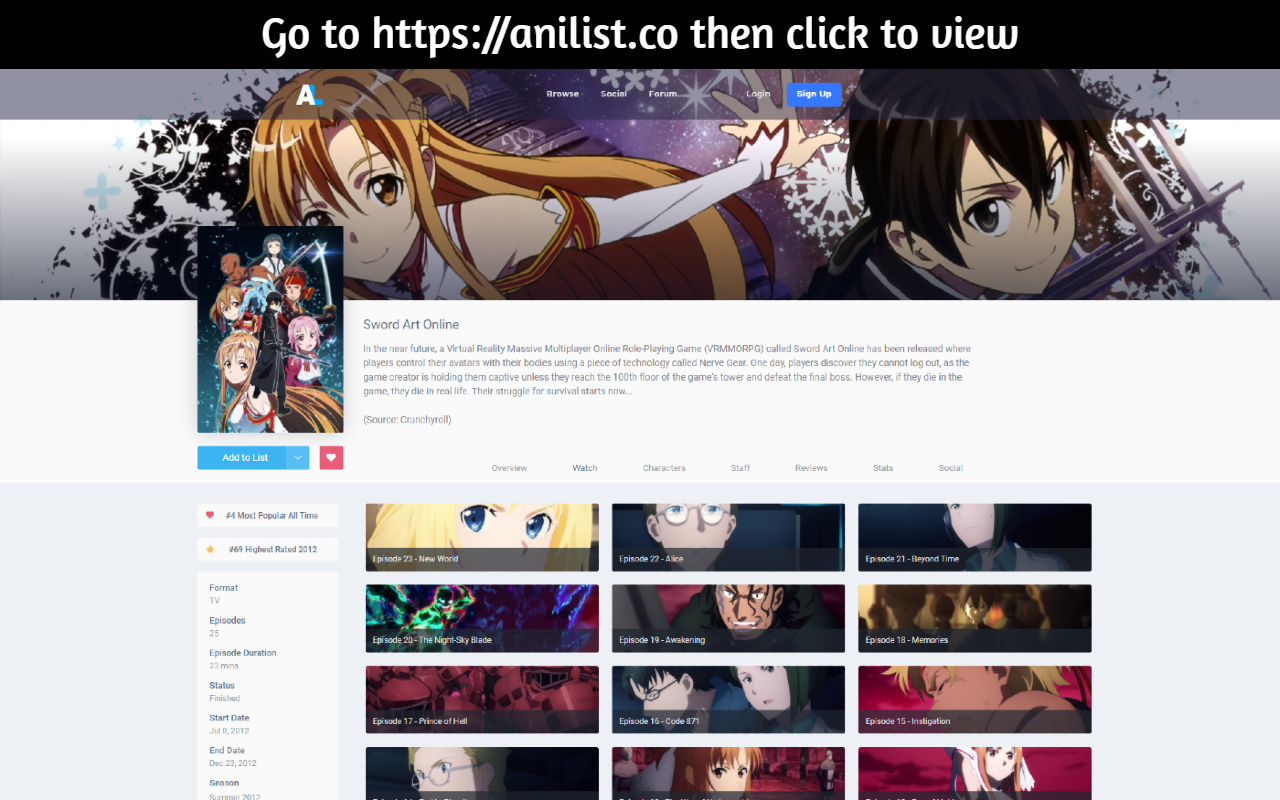 Go to https://anilist.co then click to view
AL
Browse Social Forum Login Sign Up
Sword Art Online
In the near future, a Virtual Reality Massive Multiplayer Online Role-Playing Game (VRMMORPG) called Sword Art Online has been released where
players control their avatars with their bodies using a piece of technology called Nerve Gear. One day, players discover they cannot log out, as the
game creator is holding them captive unless they reach the 100th floor of the game's tower and defeat the final boss. However, if they die in the
game, they die in real life. Their struggle for survival starts now...
(Source: Crunchyroll)
Add to List
Overview Watch Characters Staff Reviews Stats Social
#4 Most Popular All Time
#69 Highest Rated 2012
Format
TV
Episodes
25
Episode Duration
23 mins
Status
Finished
Start Date
Jul 8, 2012
End Date
Dec 23, 2012
Season
Summer 2012
Episode 23 - New World
Episode 22 - Alice
Episode 21 - Beyond Time
Episode 20 - The Night-Sky Blade
Episode 19 - Awakening
Episode 18 - Memories
Episode 17 - Prince of Hell
Episode 16 - Code 871
Episode 15 - Instigation